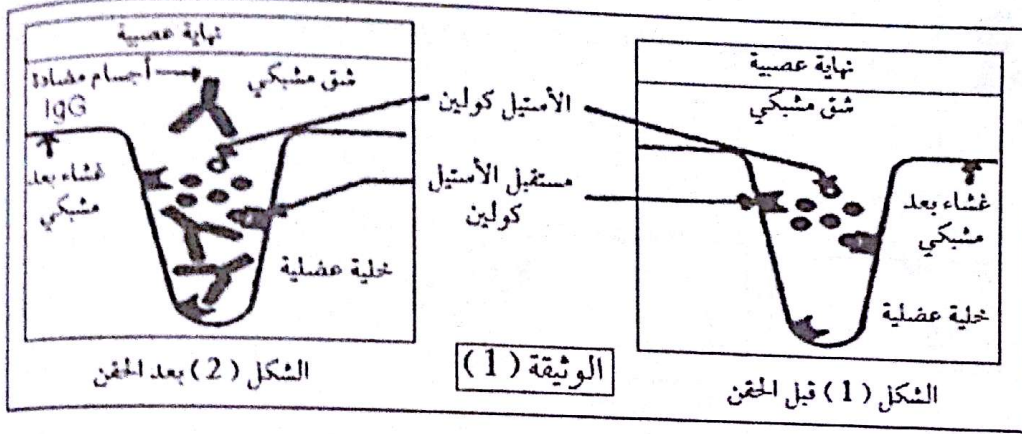 نهاية عصبية
شق مشبكي
غشاء بعد
مشبكي
خلية عضلية
الشكل (1) قبل الحقن
الأستيل كولين
مستقبل الأستيل
كولين
الوثيقة (1)
نهاية عصبية
أجسام مضادة
IgG
شق مشبكي
غشاء بعد
مشبكي
خلية عضلية
الشكل (2) بعد الحقن